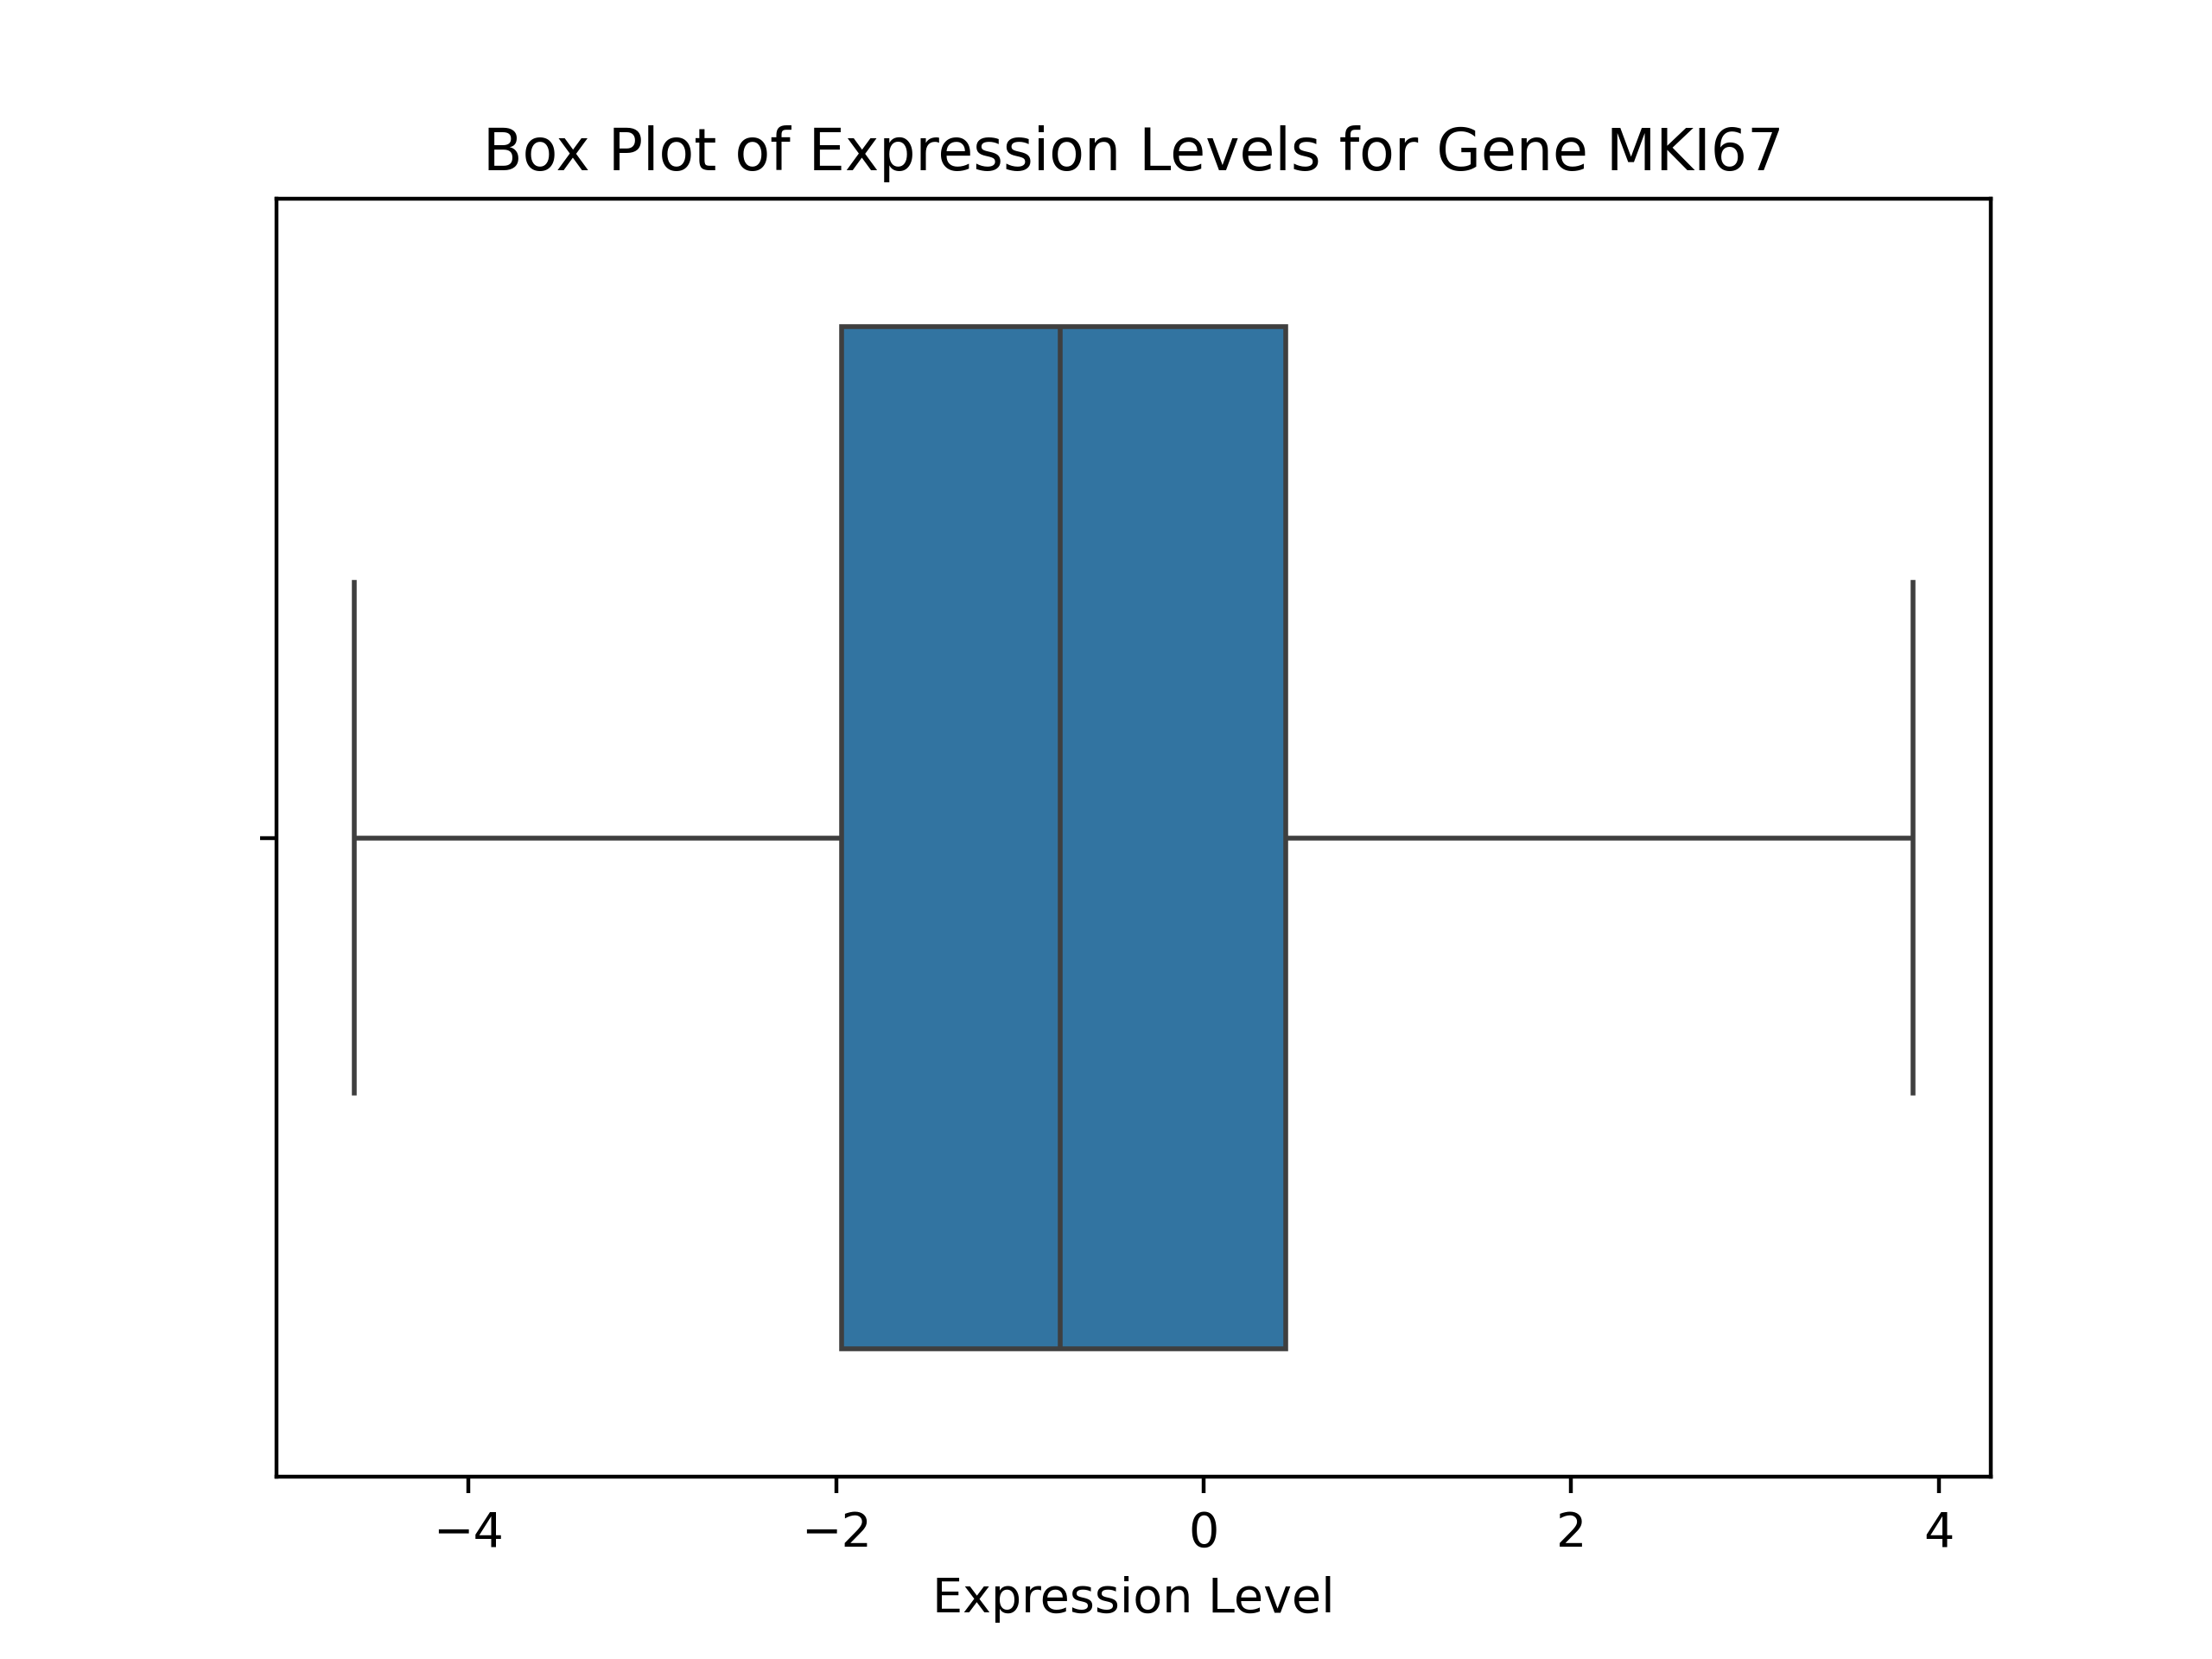 Box Plot of Expression Levels for Gene MKI67
−4 −2 0 2 4
Expression Level